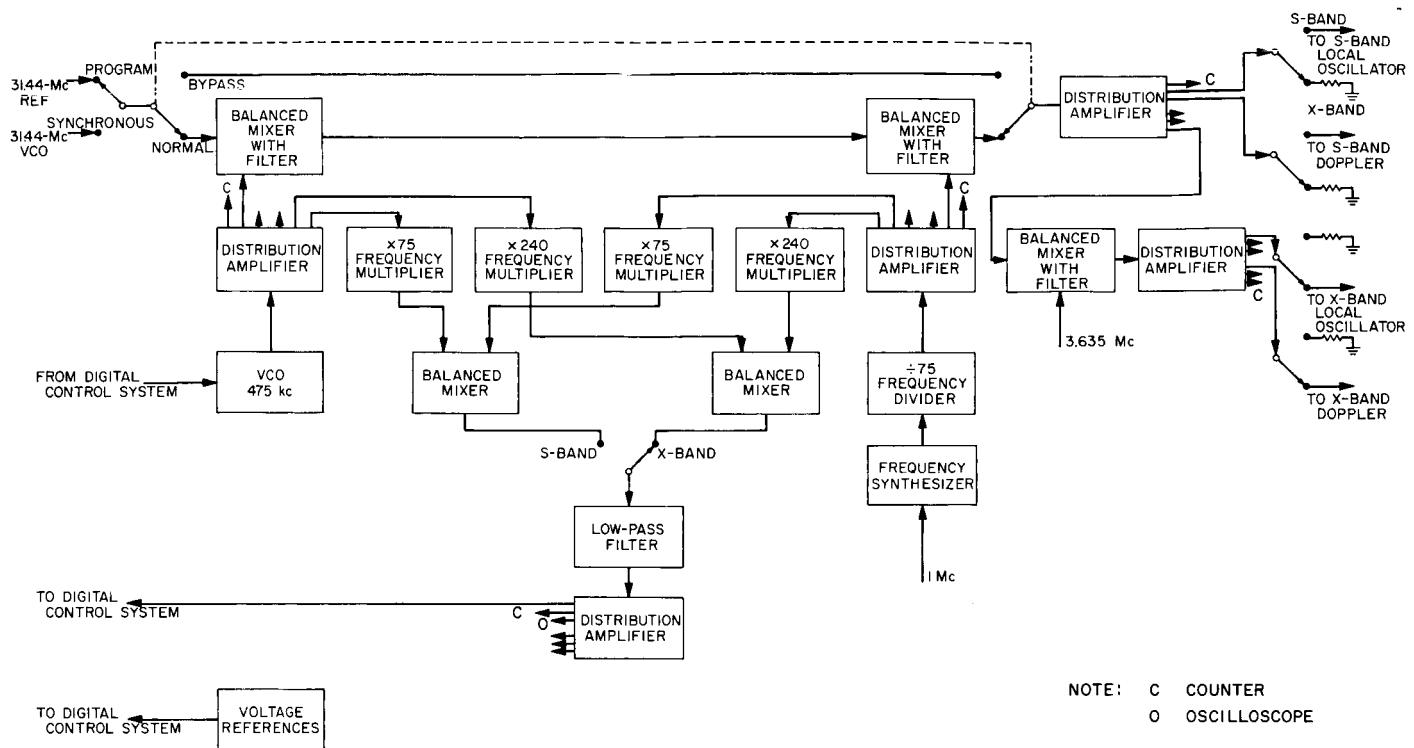 S-BAND
TO S-BAND
LOCAL
OSCILLATOR
X-BAND
TO S-BAND
DOPPLER
PROGRAM
31.44-Mc
REF
SYNCHRONOUS
31.44-Mc
VCO
NORMAL
BYPASS
BALANCED
MIXER
WITH
FILTER
BALANCED
MIXER
WITH
FILTER
DISTRIBUTION
AMPLIFIER
C
C
C
DISTRIBUTION
AMPLIFIER
×75
FREQUENCY
MULTIPLIER
×240
FREQUENCY
MULTIPLIER
×75
FREQUENCY
MULTIPLIER
×240
FREQUENCY
MULTIPLIER
DISTRIBUTION
AMPLIFIER
BALANCED
MIXER
WITH
FILTER
DISTRIBUTION
AMPLIFIER
C
3.635 Mc
TO X-BAND
LOCAL
OSCILLATOR
TO X-BAND
DOPPLER
FROM DIGITAL
CONTROL SYSTEM
VCO
475 kc
BALANCED
MIXER
BALANCED
MIXER
÷75
FREQUENCY
DIVIDER
S-BAND
X-BAND
FREQUENCY
SYNTHESIZER
1 Mc
LOW-PASS
FILTER
TO DIGITAL
CONTROL SYSTEM
C
O
DISTRIBUTION
AMPLIFIER
TO DIGITAL
CONTROL SYSTEM
VOLTAGE
REFERENCES
NOTE: C COUNTER
O OSCILLOSCOPE